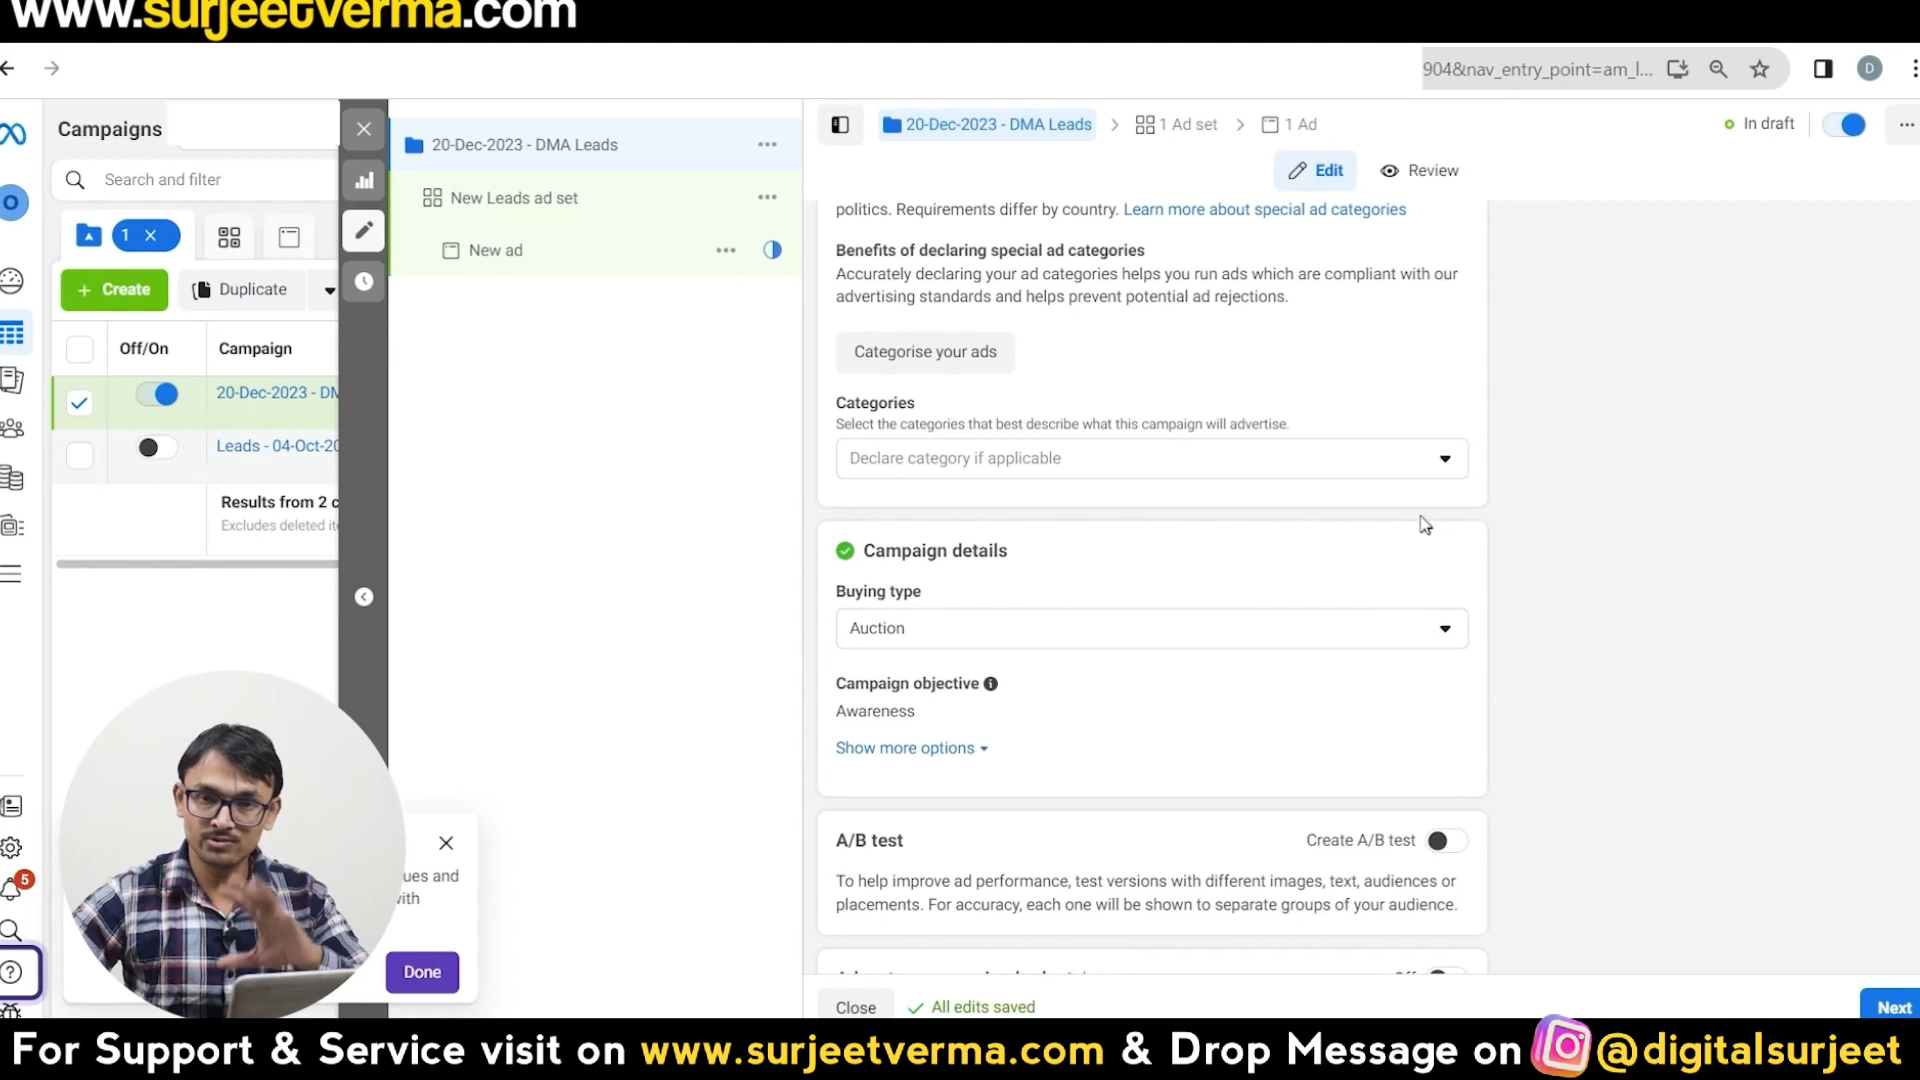 www.surjeetverma.com
904&nav_entry_point=am_l...
D
Campaigns
20-Dec-2023 - DMA Leads
1 Ad set
1 Ad
In draft
20-Dec-2023 - DMA Leads
Edit
Review
Search and filter
New Leads ad set
politics. Requirements differ by country. Learn more about special ad categories
O
1
New ad
Benefits of declaring special ad categories
Accurately declaring your ad categories helps you run ads which are compliant with our
advertising standards and helps prevent potential ad rejections.
+ Create
Duplicate
Off/On
Campaign
Categorise your ads
20-Dec-2023 - DM
Categories
Select the categories that best describe what this campaign will advertise.
Leads - 04-Oct-20
Declare category if applicable
Results from 2 c
Excludes deleted ite
Campaign details
Buying type
Auction
Campaign objective
Awareness
Show more options
A/B test
Create A/B test
ues and
with
To help improve ad performance, test versions with different images, text, audiences or
placements. For accuracy, each one will be shown to separate groups of your audience.
5
Done
Close
All edits saved
Next
For Support & Service visit on www.surjeetverma.com & Drop Message on @digitalsurjeet